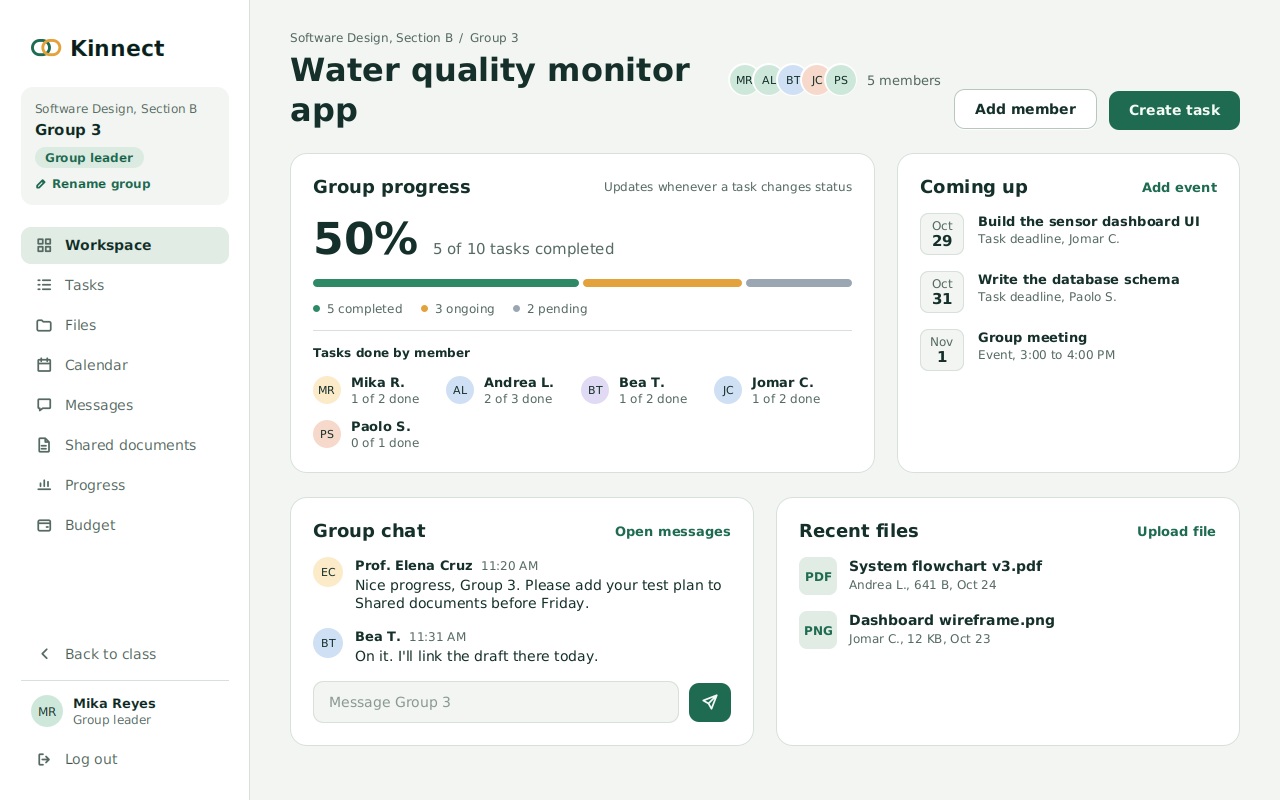 Kinnect
Software Design, Section B
Group 3
Group leader
Rename group
Workspace
Tasks
Files
Calendar
Messages
Shared documents
Progress
Budget
Back to class
MR
Mika Reyes
Group leader
Log out
Software Design, Section B / Group 3
Water quality monitor
app
MR AL BT JC PS 5 members
Add member
Create task
Group progress
Updates whenever a task changes status
50% 5 of 10 tasks completed
5 completed 3 ongoing 2 pending
Tasks done by member
MR Mika R. AL Andrea L. BT Bea T. JC Jomar C.
1 of 2 done 2 of 3 done 1 of 2 done 1 of 2 done
PS Paolo S.
0 of 1 done
Coming up
Add event
Oct 29
Build the sensor dashboard UI
Task deadline, Jomar C.
Oct 31
Write the database schema
Task deadline, Paolo S.
Nov 1
Group meeting
Event, 3:00 to 4:00 PM
Group chat
Open messages
EC
Prof. Elena Cruz 11:20 AM
Nice progress, Group 3. Please add your test plan to
Shared documents before Friday.
BT
Bea T. 11:31 AM
On it. I'll link the draft there today.
Message Group 3
Recent files
Upload file
PDF
System flowchart v3.pdf
Andrea L., 641 B, Oct 24
PNG
Dashboard wireframe.png
Jomar C., 12 KB, Oct 23